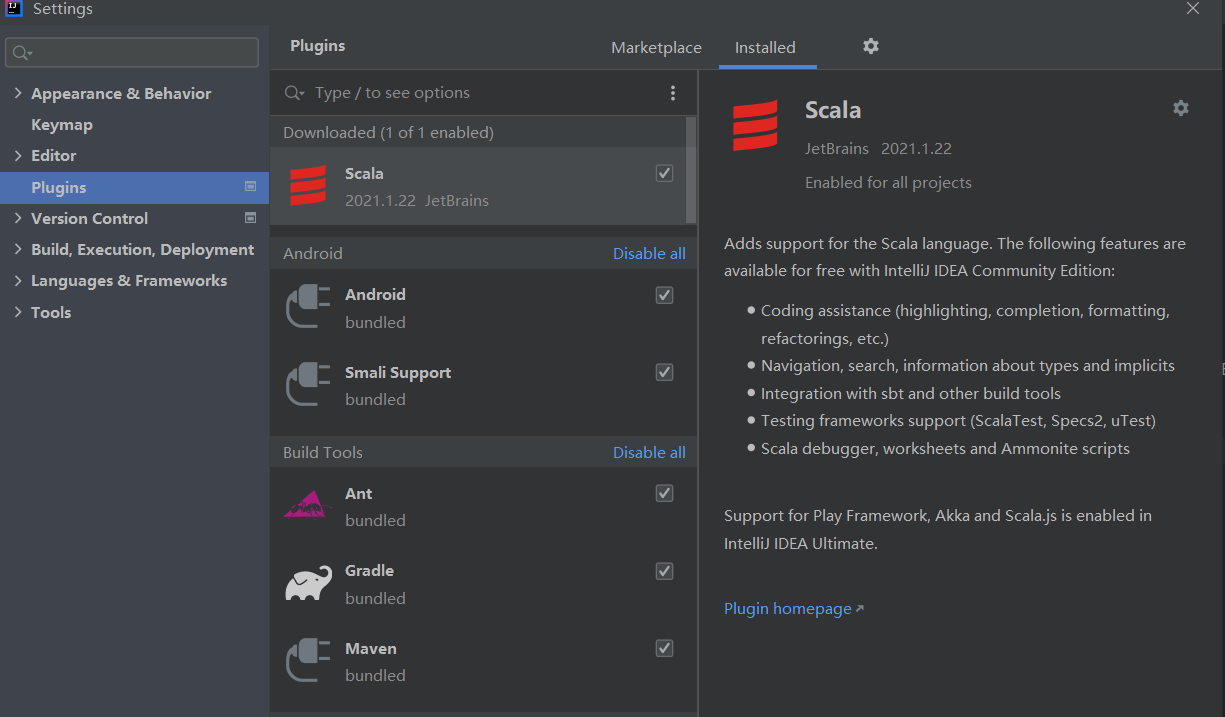 Settings
Appearance & Behavior
Keymap
Editor
Plugins
Version Control
Build, Execution, Deployment
Languages & Frameworks
Tools
Plugins
Marketplace
Installed
Type / to see options
Downloaded (1 of 1 enabled)
Scala
2021.1.22 JetBrains
Android Disable all
Android
bundled
Smali Support
bundled
Build Tools Disable all
Ant
bundled
Gradle
bundled
Maven
bundled
Scala
JetBrains 2021.1.22
Enabled for all projects
Adds support for the Scala language. The following features are
available for free with IntelliJ IDEA Community Edition:
Coding assistance (highlighting, completion, formatting,
refactorings, etc.)
Navigation, search, information about types and implicits
Integration with sbt and other build tools
Testing frameworks support (ScalaTest, Specs2, uTest)
Scala debugger, worksheets and Ammonite scripts
Support for Play Framework, Akka and Scala.js is enabled in
IntelliJ IDEA Ultimate.
Plugin homepage